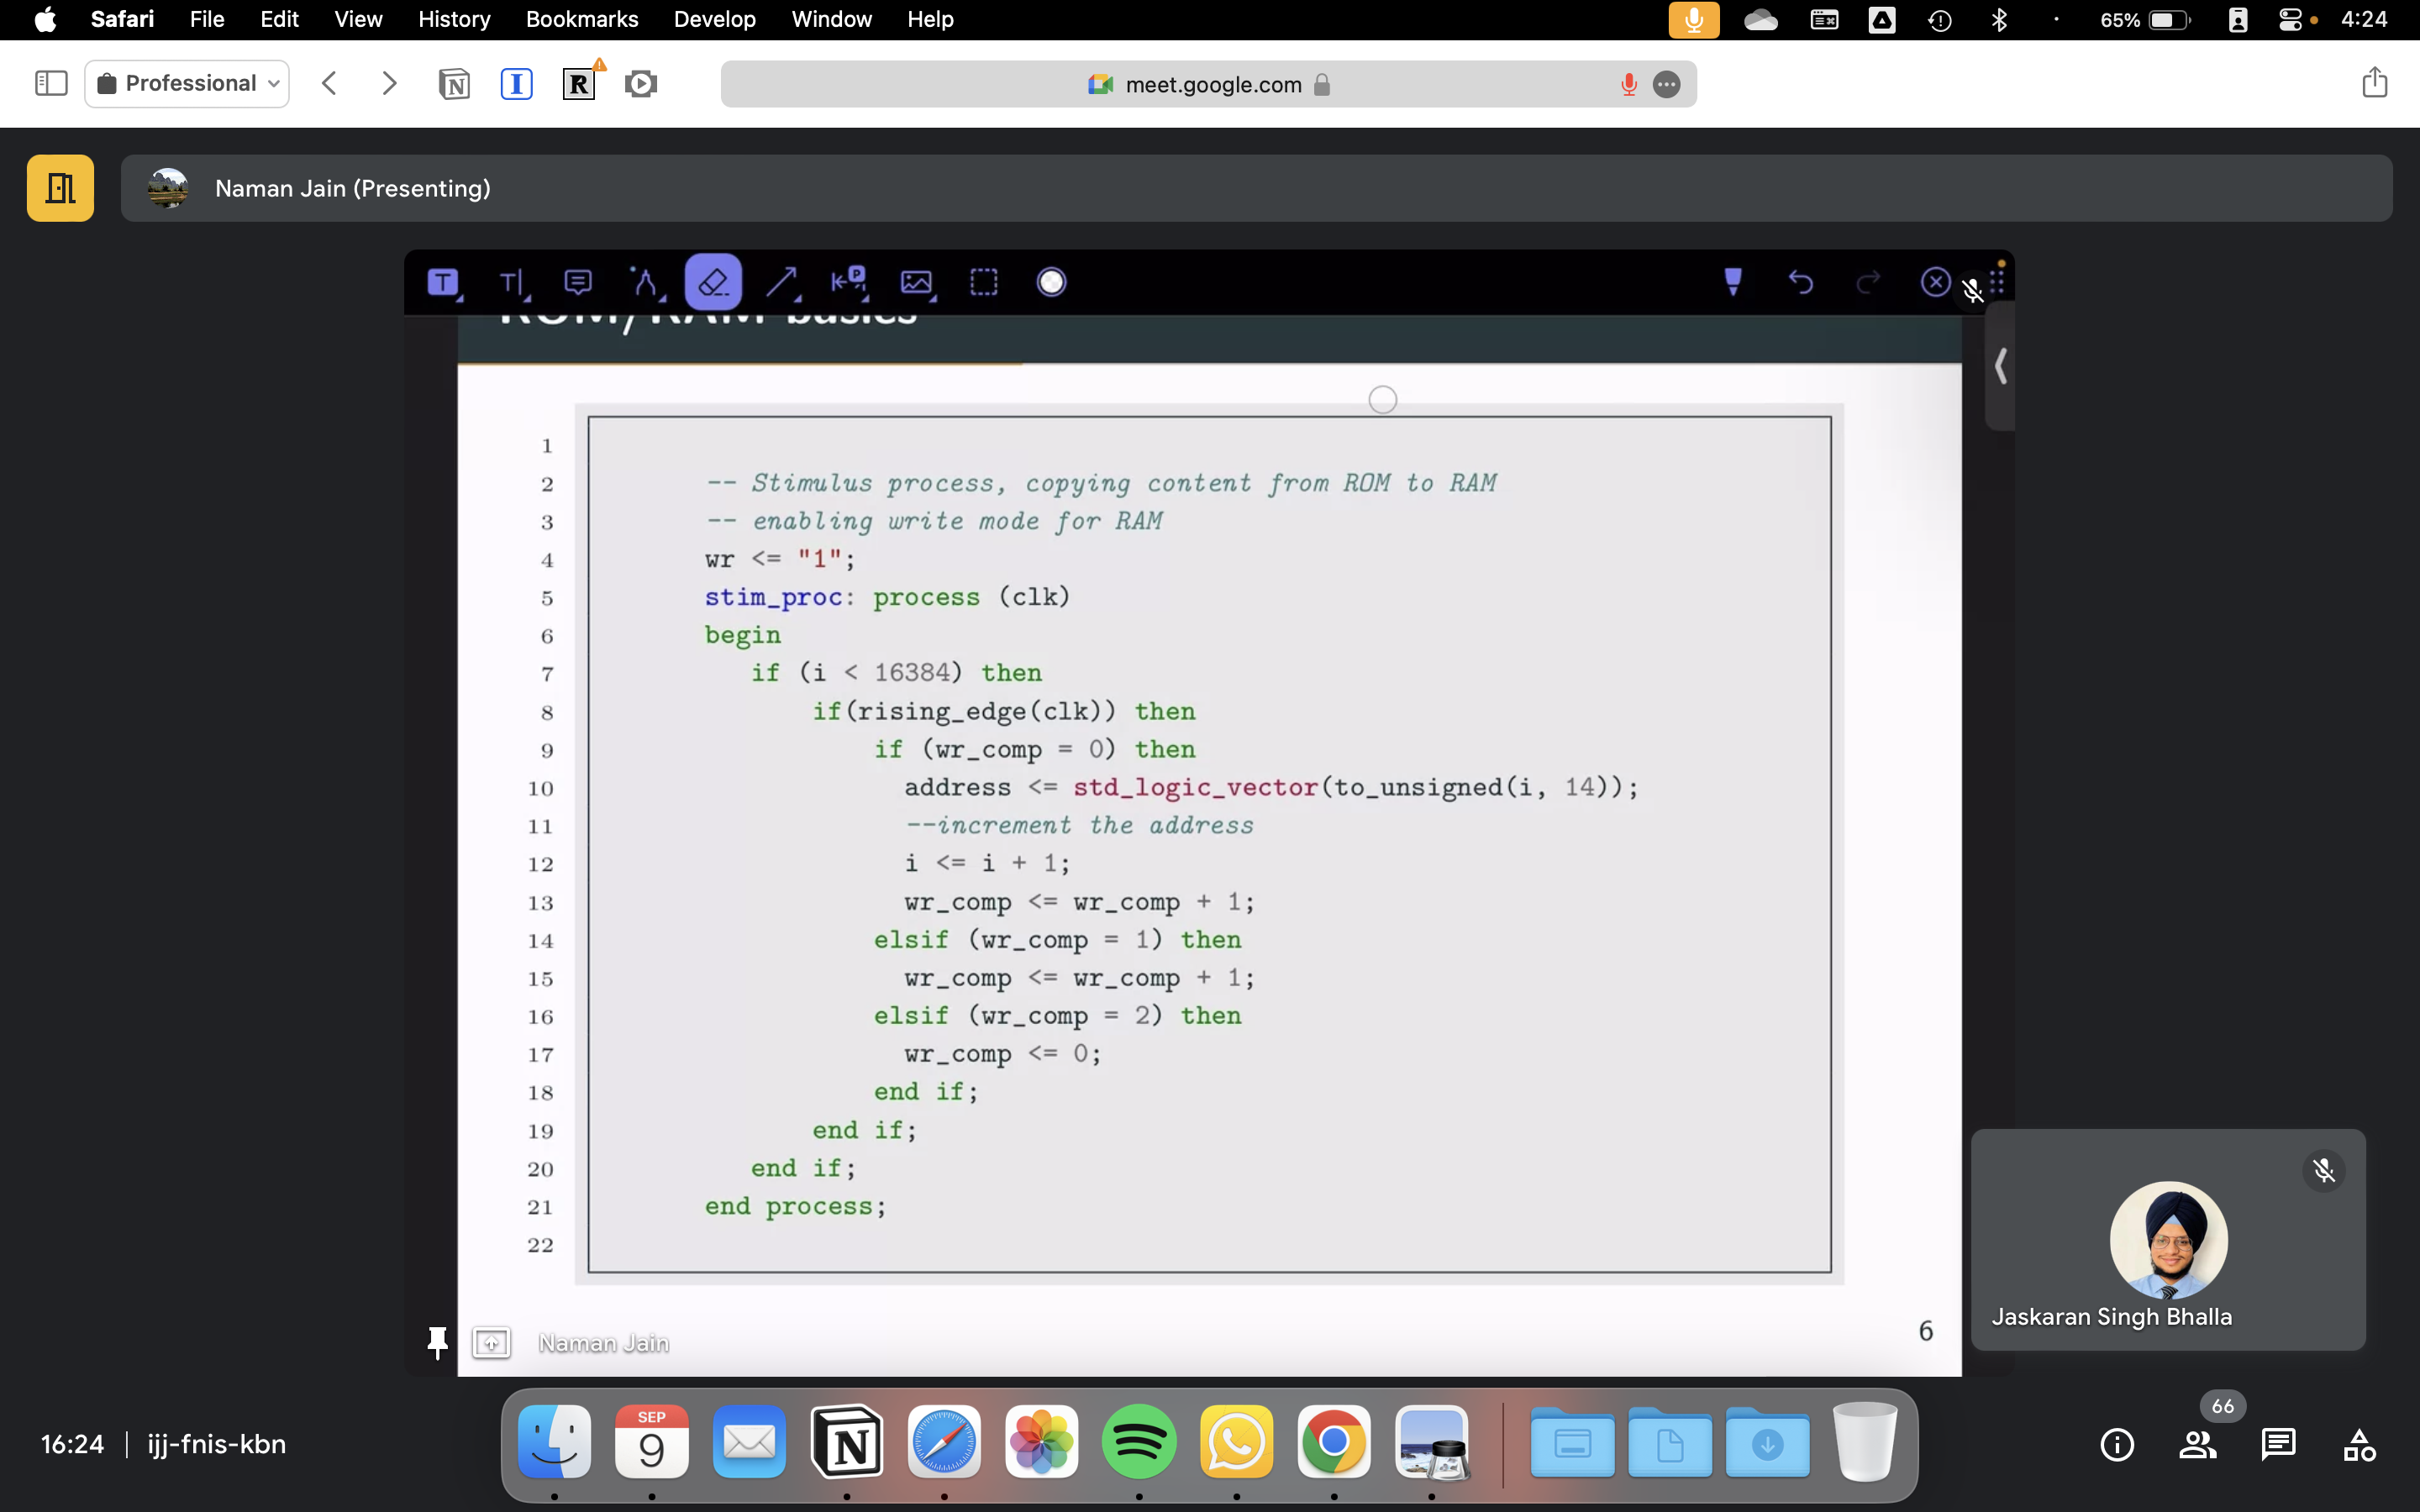 Safari File Edit View History Bookmarks Develop Window Help 65% 4:24
Professional meet.google.com
Naman Jain (Presenting)
ROM/RAM basics
1
2 -- Stimulus process, copying content from ROM to RAM
3 -- enabling write mode for RAM
4 wr <= "1";
5 stim_proc: process (clk)
6 begin
7 if (i < 16384) then
8 if(rising_edge(clk)) then
9 if (wr_comp = 0) then
10 address <= std_logic_vector(to_unsigned(i, 14));
11 --increment the address
12 i <= i + 1;
13 wr_comp <= wr_comp + 1;
14 elsif (wr_comp = 1) then
15 wr_comp <= wr_comp + 1;
16 elsif (wr_comp = 2) then
17 wr_comp <= 0;
18 end if;
19 end if;
20 end if;
21 end process;
22
Naman Jain
6
Jaskaran Singh Bhalla
SEP
9
16:24 | ijj-fnis-kbn
66